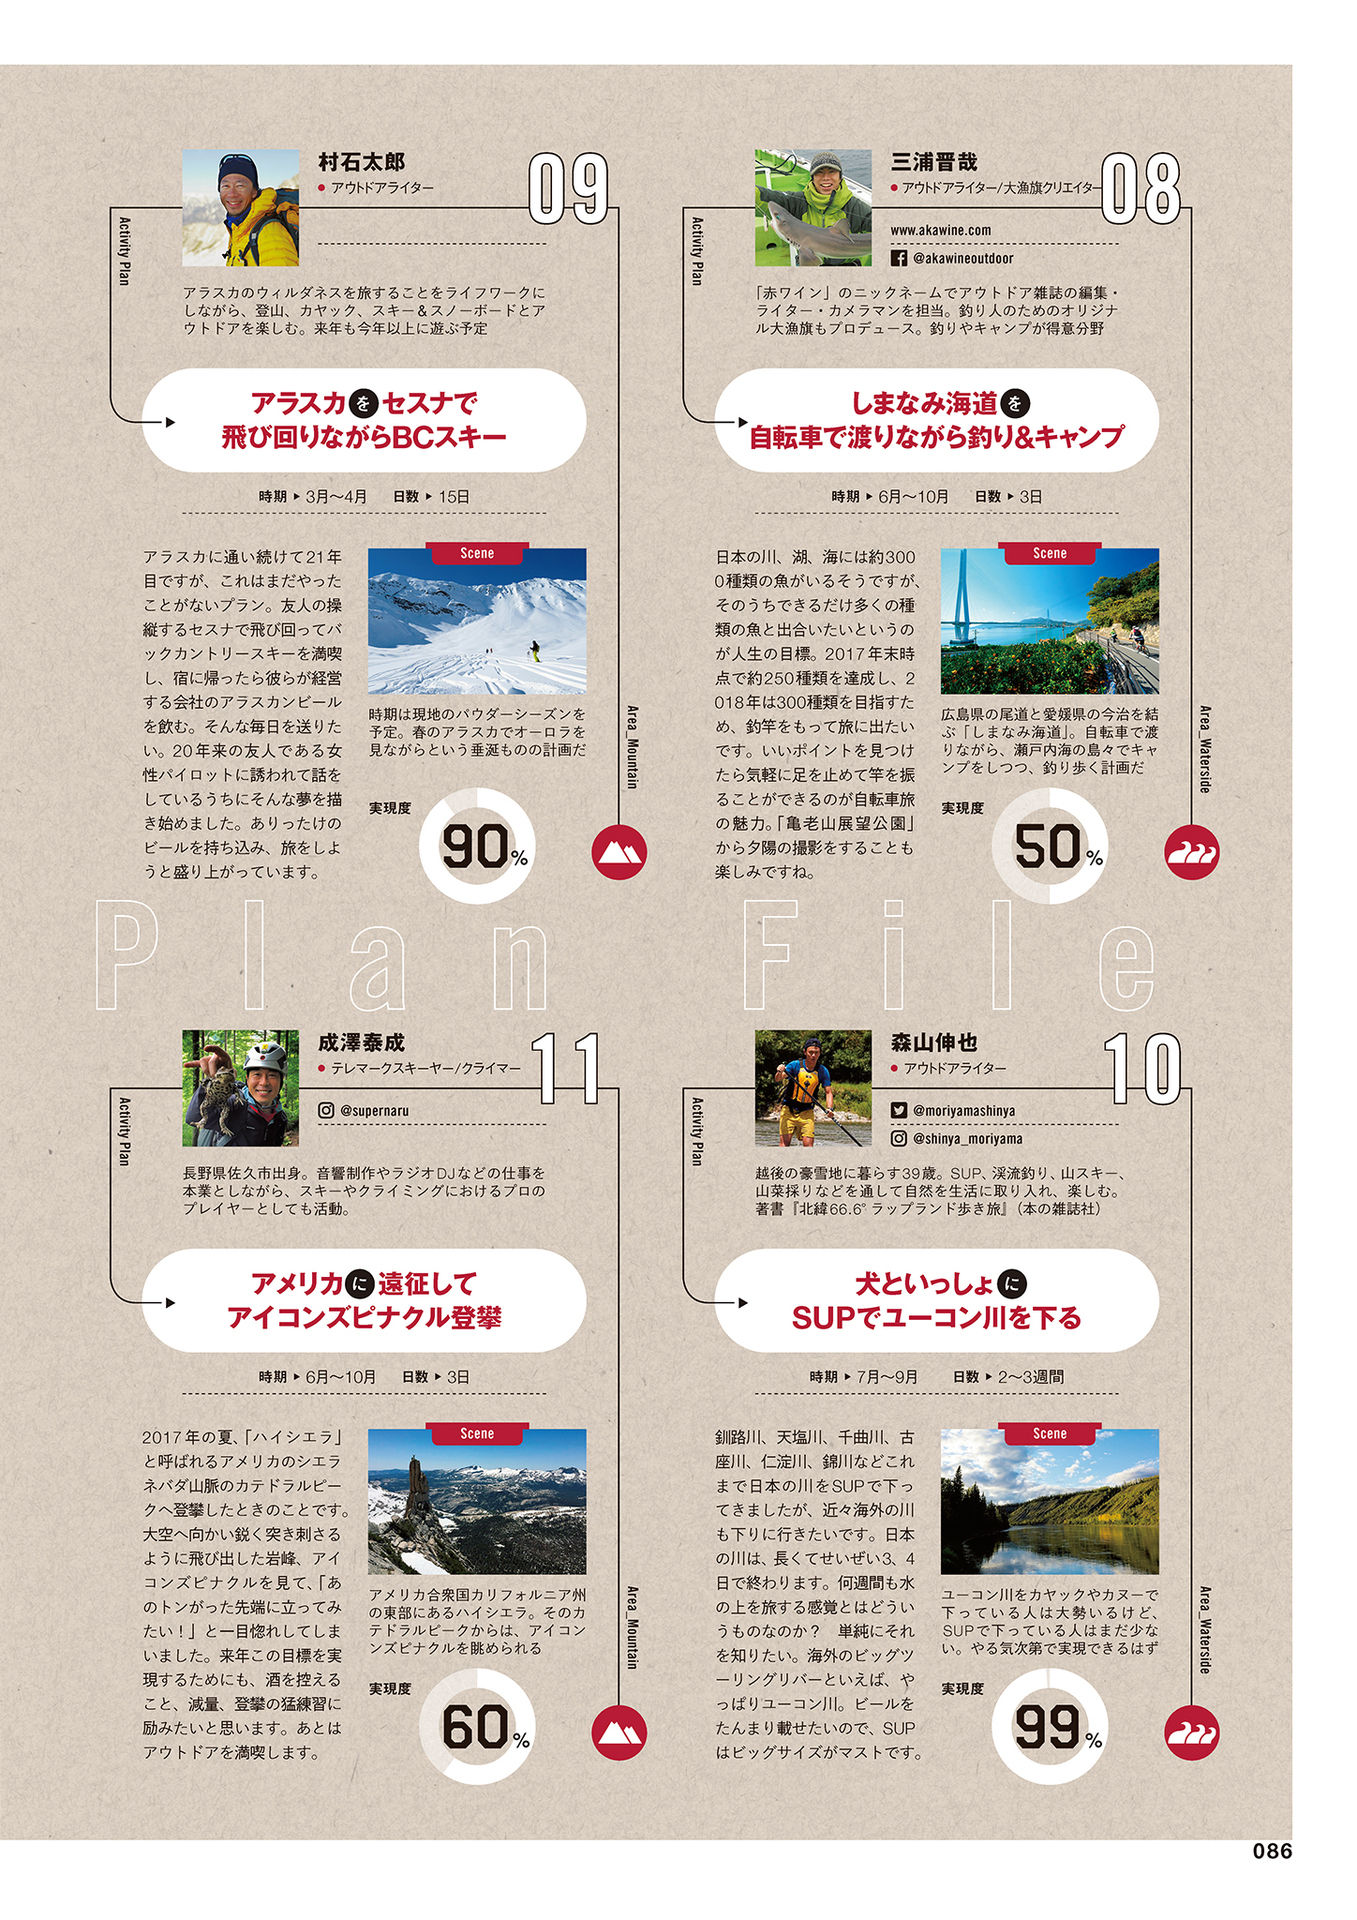 三浦晋哉
08
アウトドアライター/大漁旗クリエイター
www.akawine.com
@akawineoutdoor
Activity Plan
「赤ワイン」のニックネームでアウトドア雑誌の編集・
ライター・カメラマンを担当。釣り人のためのオリジナ
ル大漁旗もプロデュース。釣りやキャンプが得意分野
しまなみ海道を
自転車で渡りながら釣り&キャンプ
時期 ▶ 6月〜10月 日数 ▶ 3日
日本の川、湖、海には約300
0種類の魚がいるそうですが、
そのうちできるだけ多くの種
類の魚と出合いたいというの
が人生の目標。2017年末時
点で約250種類を達成し、2
018年は300種類を目指すた
め、釣竿をもって旅に出たい
です。いいポイントを見つけ
たら気軽に足を止めて竿を振
ることができるのが自転車旅
の魅力。「亀老山展望公園」
から夕陽の撮影をすることも
楽しみですね。
Scene
広島県の尾道と愛媛県の今治を結
ぶ「しまなみ海道」。自転車で渡
りながら、瀬戸内海の島々でキャ
ンプをしつつ、釣り歩く計画だ
実現度
50%
Area_Waterside
村石太郎
09
アウトドアライター
Activity Plan
アラスカのウィルダネスを旅することをライフワークに
しながら、登山、カヤック、スキー＆スノーボードとア
ウトドアを楽しむ。来年も今年以上に遊ぶ予定
アラスカをセスナで
飛び回りながらBCスキー
時期 ▶ 3月〜4月 日数 ▶ 15日
アラスカに通い続けて21年
目ですが、これはまだやった
ことがないプラン。友人の操
縦するセスナで飛び回ってバ
ックカントリースキーを満喫
し、宿に帰ったら彼らが経営
する会社のアラスカンビール
を飲む。そんな毎日を送りた
い。20年来の友人である女
性パイロットに誘われて話を
しているうちにそんな夢を描
き始めました。ありったけの
ビールを持ち込み、旅をしよ
うと盛り上がっています。
Scene
時期は現地のパウダーシーズンを
予定。春のアラスカでオーロラを
見ながらという垂涎ものの計画だ
実現度
90%
Area_Mountain
Plan File
森山伸也
10
アウトドアライター
@moriyamashinya
@shinya_moriyama
Activity Plan
越後の豪雪地に暮らす39歳。SUP、渓流釣り、山スキー、
山菜採りなどを通して自然を生活に取り入れ、楽しむ。
著書『北緯66.6° ラップランド歩き旅』（本の雑誌社）
犬といっしょに
SUPでユーコン川を下る
時期 ▶ 7月〜9月 日数 ▶ 2〜3週間
釧路川、天塩川、千曲川、古
座川、仁淀川、錦川などこれ
まで日本の川をSUPで下っ
てきましたが、近々海外の川
も下りに行きたいです。日本
の川は、長くてせいぜい3、4
日で終わります。何週間も水
の上を旅する感覚とはどうい
うものなのか？ 単純にそれ
を知りたい。海外のビッグツ
ーリングリバーといえば、や
っぱりユーコン川。ビールを
たんまり載せたいので、SUP
はビッグサイズがマストです。
Scene
ユーコン川をカヤックやカヌーで
下っている人は大勢いるけど、
SUPで下っている人はまだ少な
い。やる気次第で実現できるはず
実現度
99%
Area_Waterside
成澤泰成
11
テレマークスキーヤー/クライマー
@supernaru
Activity Plan
長野県佐久市出身。音響制作やラジオDJなどの仕事を
本業としながら、スキーやクライミングにおけるプロの
プレイヤーとしても活動。
アメリカに遠征して
アイコンズピナクル登攀
時期 ▶ 6月〜10月 日数 ▶ 3日
2017年の夏、「ハイシエラ」
と呼ばれるアメリカのシエラ
ネバダ山脈のカテドラルピー
クへ登攀したときのことです。
大空へ向かい鋭く突き刺さる
ように飛び出した岩峰、アイ
コンズピナクルを見て、「あ
のトンがった先端に立ってみ
たい！」と一目惚れしてしま
いました。来年この目標を実
現するためにも、酒を控える
こと、減量、登攀の猛練習に
励みたいと思います。あとは
アウトドアを満喫します。
Scene
アメリカ合衆国カリフォルニア州
の東部にあるハイシエラ。そのカ
テドラルピークからは、アイコン
ンズピナクルを眺められる
実現度
60%
Area_Mountain
086